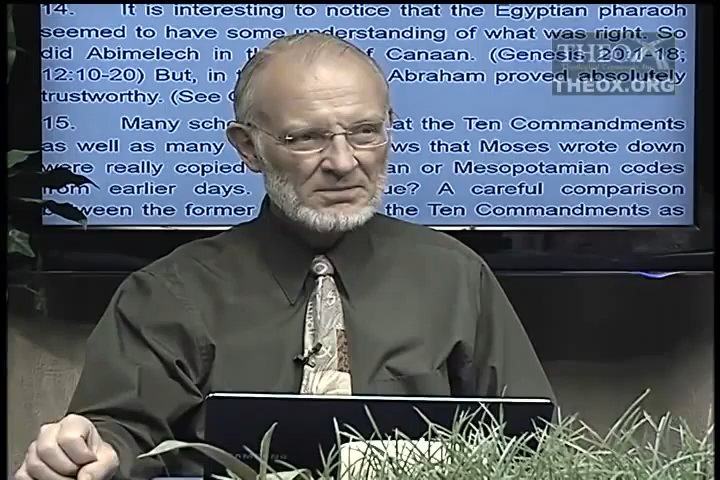 14. It is interesting to notice that the Egyptian pharaoh
seemed to have some understanding of what was right. So
did Abimelech in th of Canaan. (Genesis 20:1-18;
12:10-20) But, in t Abraham proved absolutely
trustworthy. (See G
15. Many scho at the Ten Commandments
as well as many ws that Moses wrote down
were really copied an or Mesopotamian codes
from earlier days. ue? A careful comparison
between the former the Ten Commandments as
THEOX
THEOX.ORG
SAMSUNG